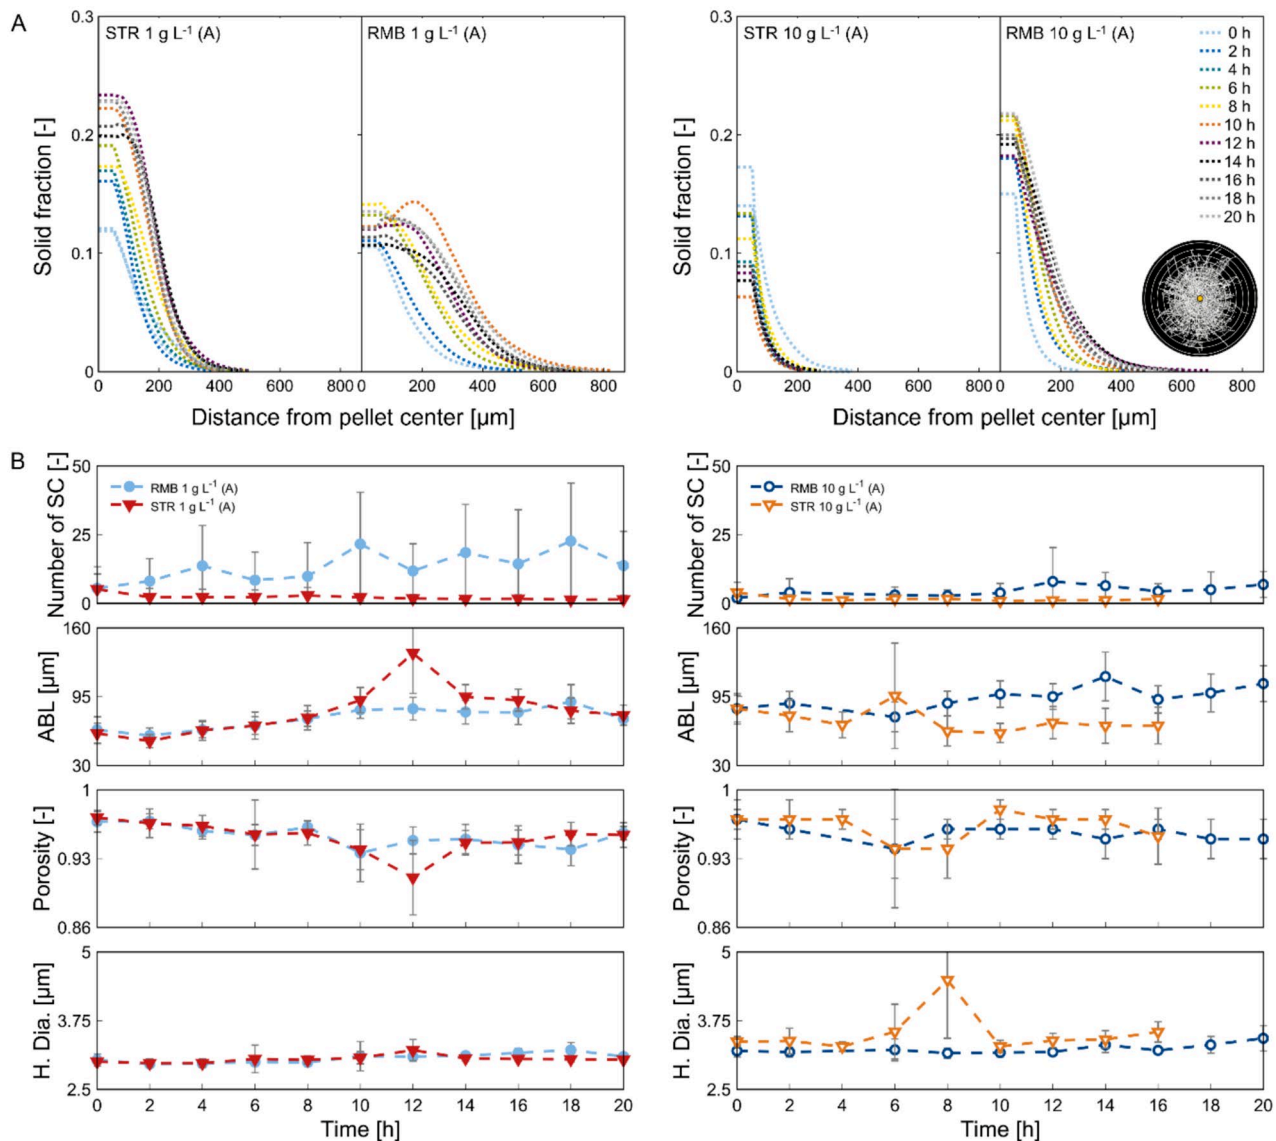 A
STR 1 g L⁻¹ (A)
RMB 1 g L⁻¹ (A)
0.3
0.2
0.1
0
Solid fraction [-]
0 200 400 600 800 0 200 400 600 800
Distance from pellet center [µm]
STR 10 g L⁻¹ (A)
RMB 10 g L⁻¹ (A)
0.3
0.2
0.1
0
Solid fraction [-]
0 200 400 600 800 0 200 400 600 800
Distance from pellet center [µm]
0 h
2 h
4 h
6 h
8 h
10 h
12 h
14 h
16 h
18 h
20 h
B
Number of SC [-]
50
25
0
RMB 1 g L⁻¹ (A)
STR 1 g L⁻¹ (A)
ABL [µm]
160
95
30
Porosity [-]
1
0.93
0.86
H. Dia. [µm]
5
3.75
2.5
0 2 4 6 8 10 12 14 16 18 20
Time [h]
Number of SC [-]
50
25
0
RMB 10 g L⁻¹ (A)
STR 10 g L⁻¹ (A)
ABL [µm]
160
95
30
Porosity [-]
1
0.93
0.86
H. Dia. [µm]
5
3.75
2.5
0 2 4 6 8 10 12 14 16 18 20
Time [h]